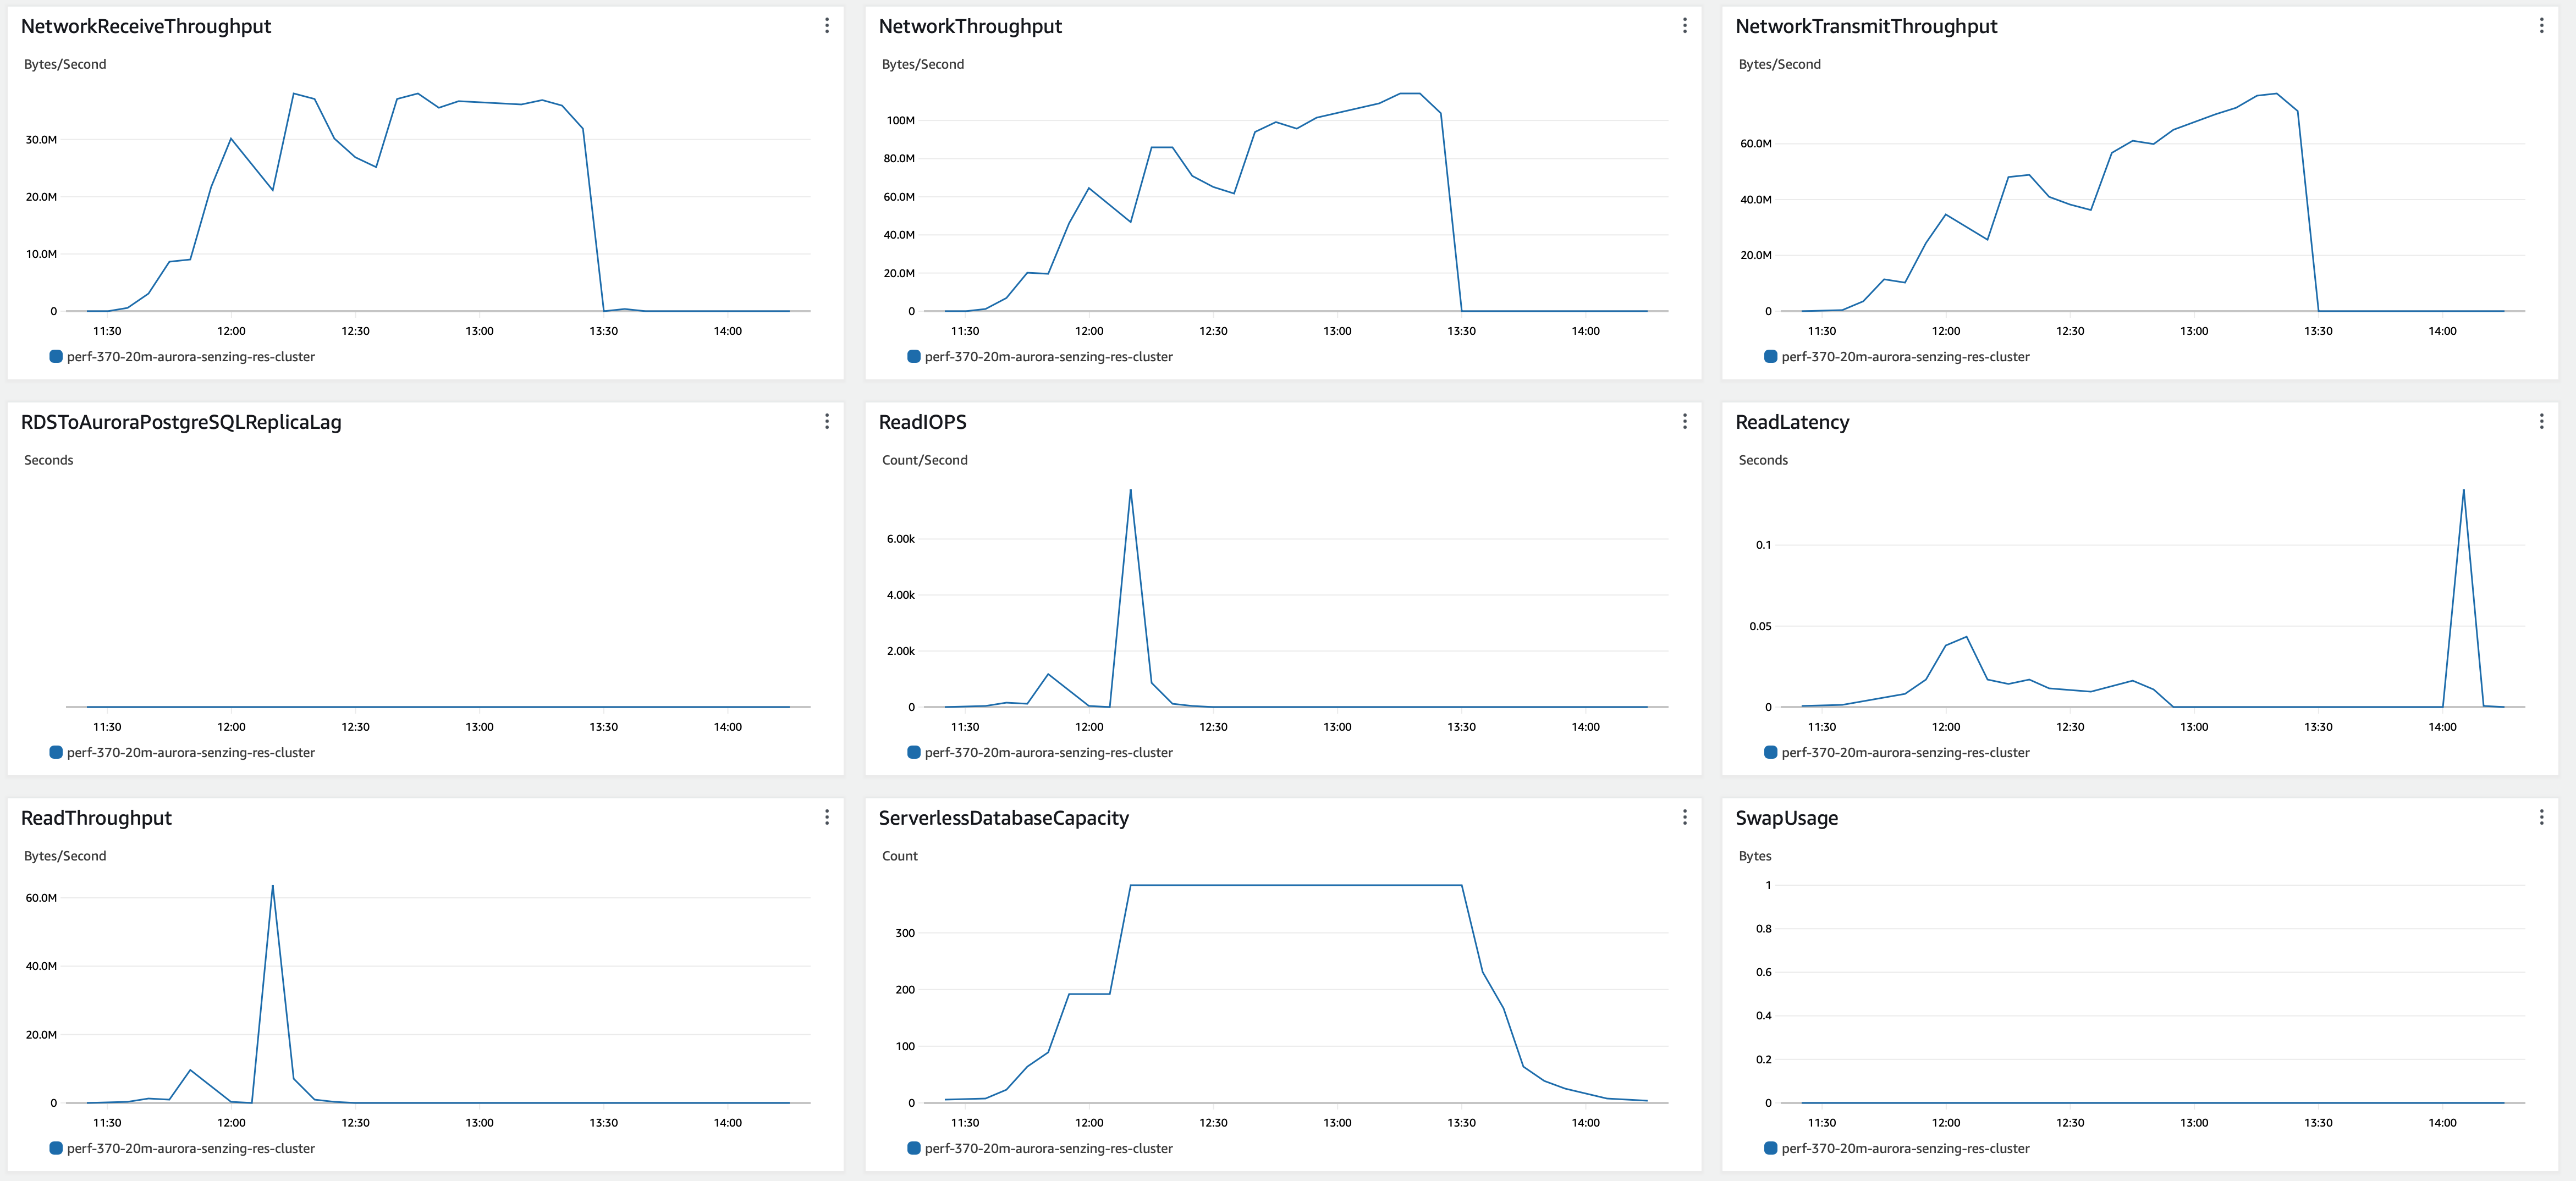 NetworkReceiveThroughput
Bytes/Second
30.0M
20.0M
10.0M
0
11:30 12:00 12:30 13:00 13:30 14:00
perf-370-20m-aurora-senzing-res-cluster
NetworkThroughput
Bytes/Second
100M
80.0M
60.0M
40.0M
20.0M
0
11:30 12:00 12:30 13:00 13:30 14:00
perf-370-20m-aurora-senzing-res-cluster
NetworkTransmitThroughput
Bytes/Second
60.0M
40.0M
20.0M
0
11:30 12:00 12:30 13:00 13:30 14:00
perf-370-20m-aurora-senzing-res-cluster
RDSToAuroraPostgreSQLReplicaLag
Seconds
11:30 12:00 12:30 13:00 13:30 14:00
perf-370-20m-aurora-senzing-res-cluster
ReadIOPS
Count/Second
6.00k
4.00k
2.00k
0
11:30 12:00 12:30 13:00 13:30 14:00
perf-370-20m-aurora-senzing-res-cluster
ReadLatency
Seconds
0.1
0.05
0
11:30 12:00 12:30 13:00 13:30 14:00
perf-370-20m-aurora-senzing-res-cluster
ReadThroughput
Bytes/Second
60.0M
40.0M
20.0M
0
11:30 12:00 12:30 13:00 13:30 14:00
perf-370-20m-aurora-senzing-res-cluster
ServerlessDatabaseCapacity
Count
300
200
100
0
11:30 12:00 12:30 13:00 13:30 14:00
perf-370-20m-aurora-senzing-res-cluster
SwapUsage
Bytes
1
0.8
0.6
0.4
0.2
0
11:30 12:00 12:30 13:00 13:30 14:00
perf-370-20m-aurora-senzing-res-cluster